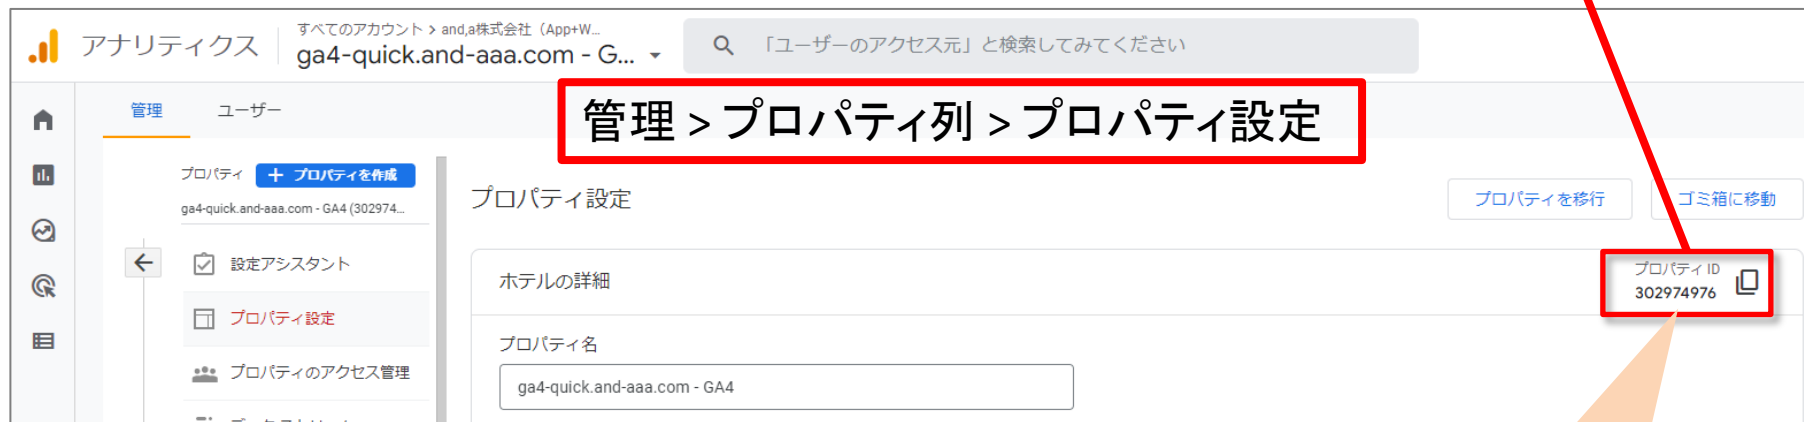 すべてのアカウント > and,a株式会社（App+W...
アナリティクス
ga4-quick.and-aaa.com - G...
「ユーザーのアクセス元」と検索してみてください
管理
ユーザー
管理 > プロパティ列 > プロパティ設定
プロパティ
+ プロパティを作成
ga4-quick.and-aaa.com - GA4 (302974...
プロパティ設定
プロパティを移行
ゴミ箱に移動
設定アシスタント
ホテルの詳細
プロパティ ID
302974976
プロパティ設定
プロパティ名
プロパティのアクセス管理
ga4-quick.and-aaa.com - GA4